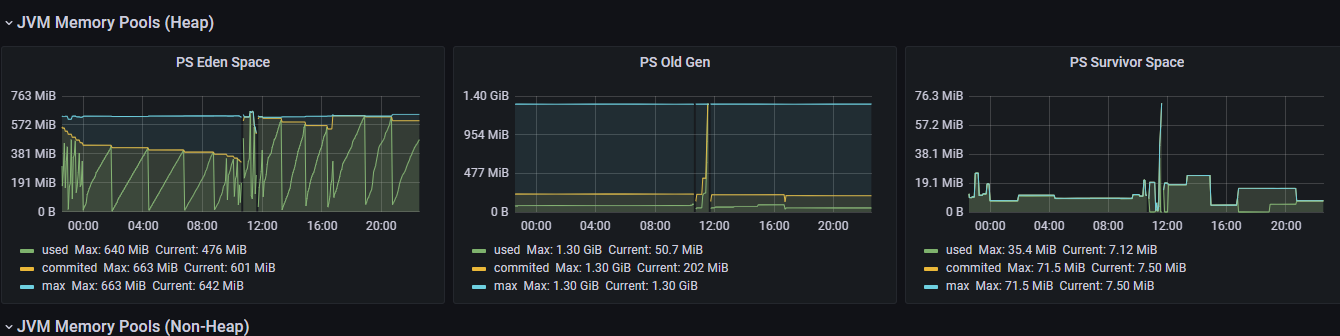 JVM Memory Pools (Heap)
PS Eden Space
763 MiB
572 MiB
381 MiB
191 MiB
0 B
00:00 04:00 08:00 12:00 16:00 20:00
used Max: 640 MiB Current: 476 MiB
commited Max: 663 MiB Current: 601 MiB
max Max: 663 MiB Current: 642 MiB
PS Old Gen
1.40 GiB
954 MiB
477 MiB
0 B
00:00 04:00 08:00 12:00 16:00 20:00
used Max: 1.30 GiB Current: 50.7 MiB
commited Max: 1.30 GiB Current: 202 MiB
max Max: 1.30 GiB Current: 1.30 GiB
PS Survivor Space
76.3 MiB
57.2 MiB
38.1 MiB
19.1 MiB
0 B
00:00 04:00 08:00 12:00 16:00 20:00
used Max: 35.4 MiB Current: 7.12 MiB
commited Max: 71.5 MiB Current: 7.50 MiB
max Max: 71.5 MiB Current: 7.50 MiB
JVM Memory Pools (Non-Heap)